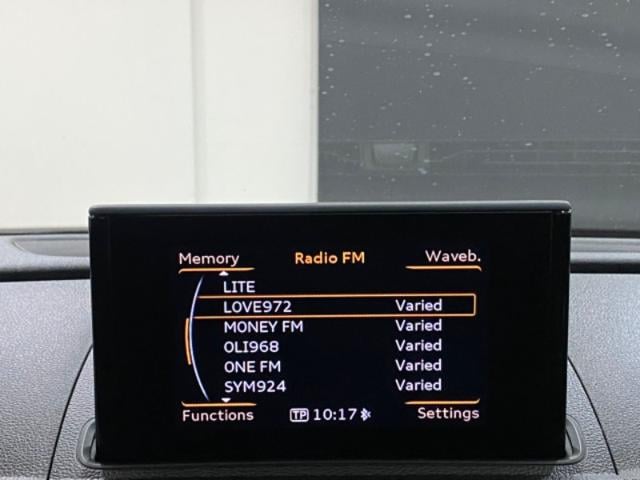 Memory Radio FM Waveb.
LITE
LOVE972 Varied
MONEY FM Varied
OLI968 Varied
ONE FM Varied
SYM924 Varied
Functions TP 10:17 Settings